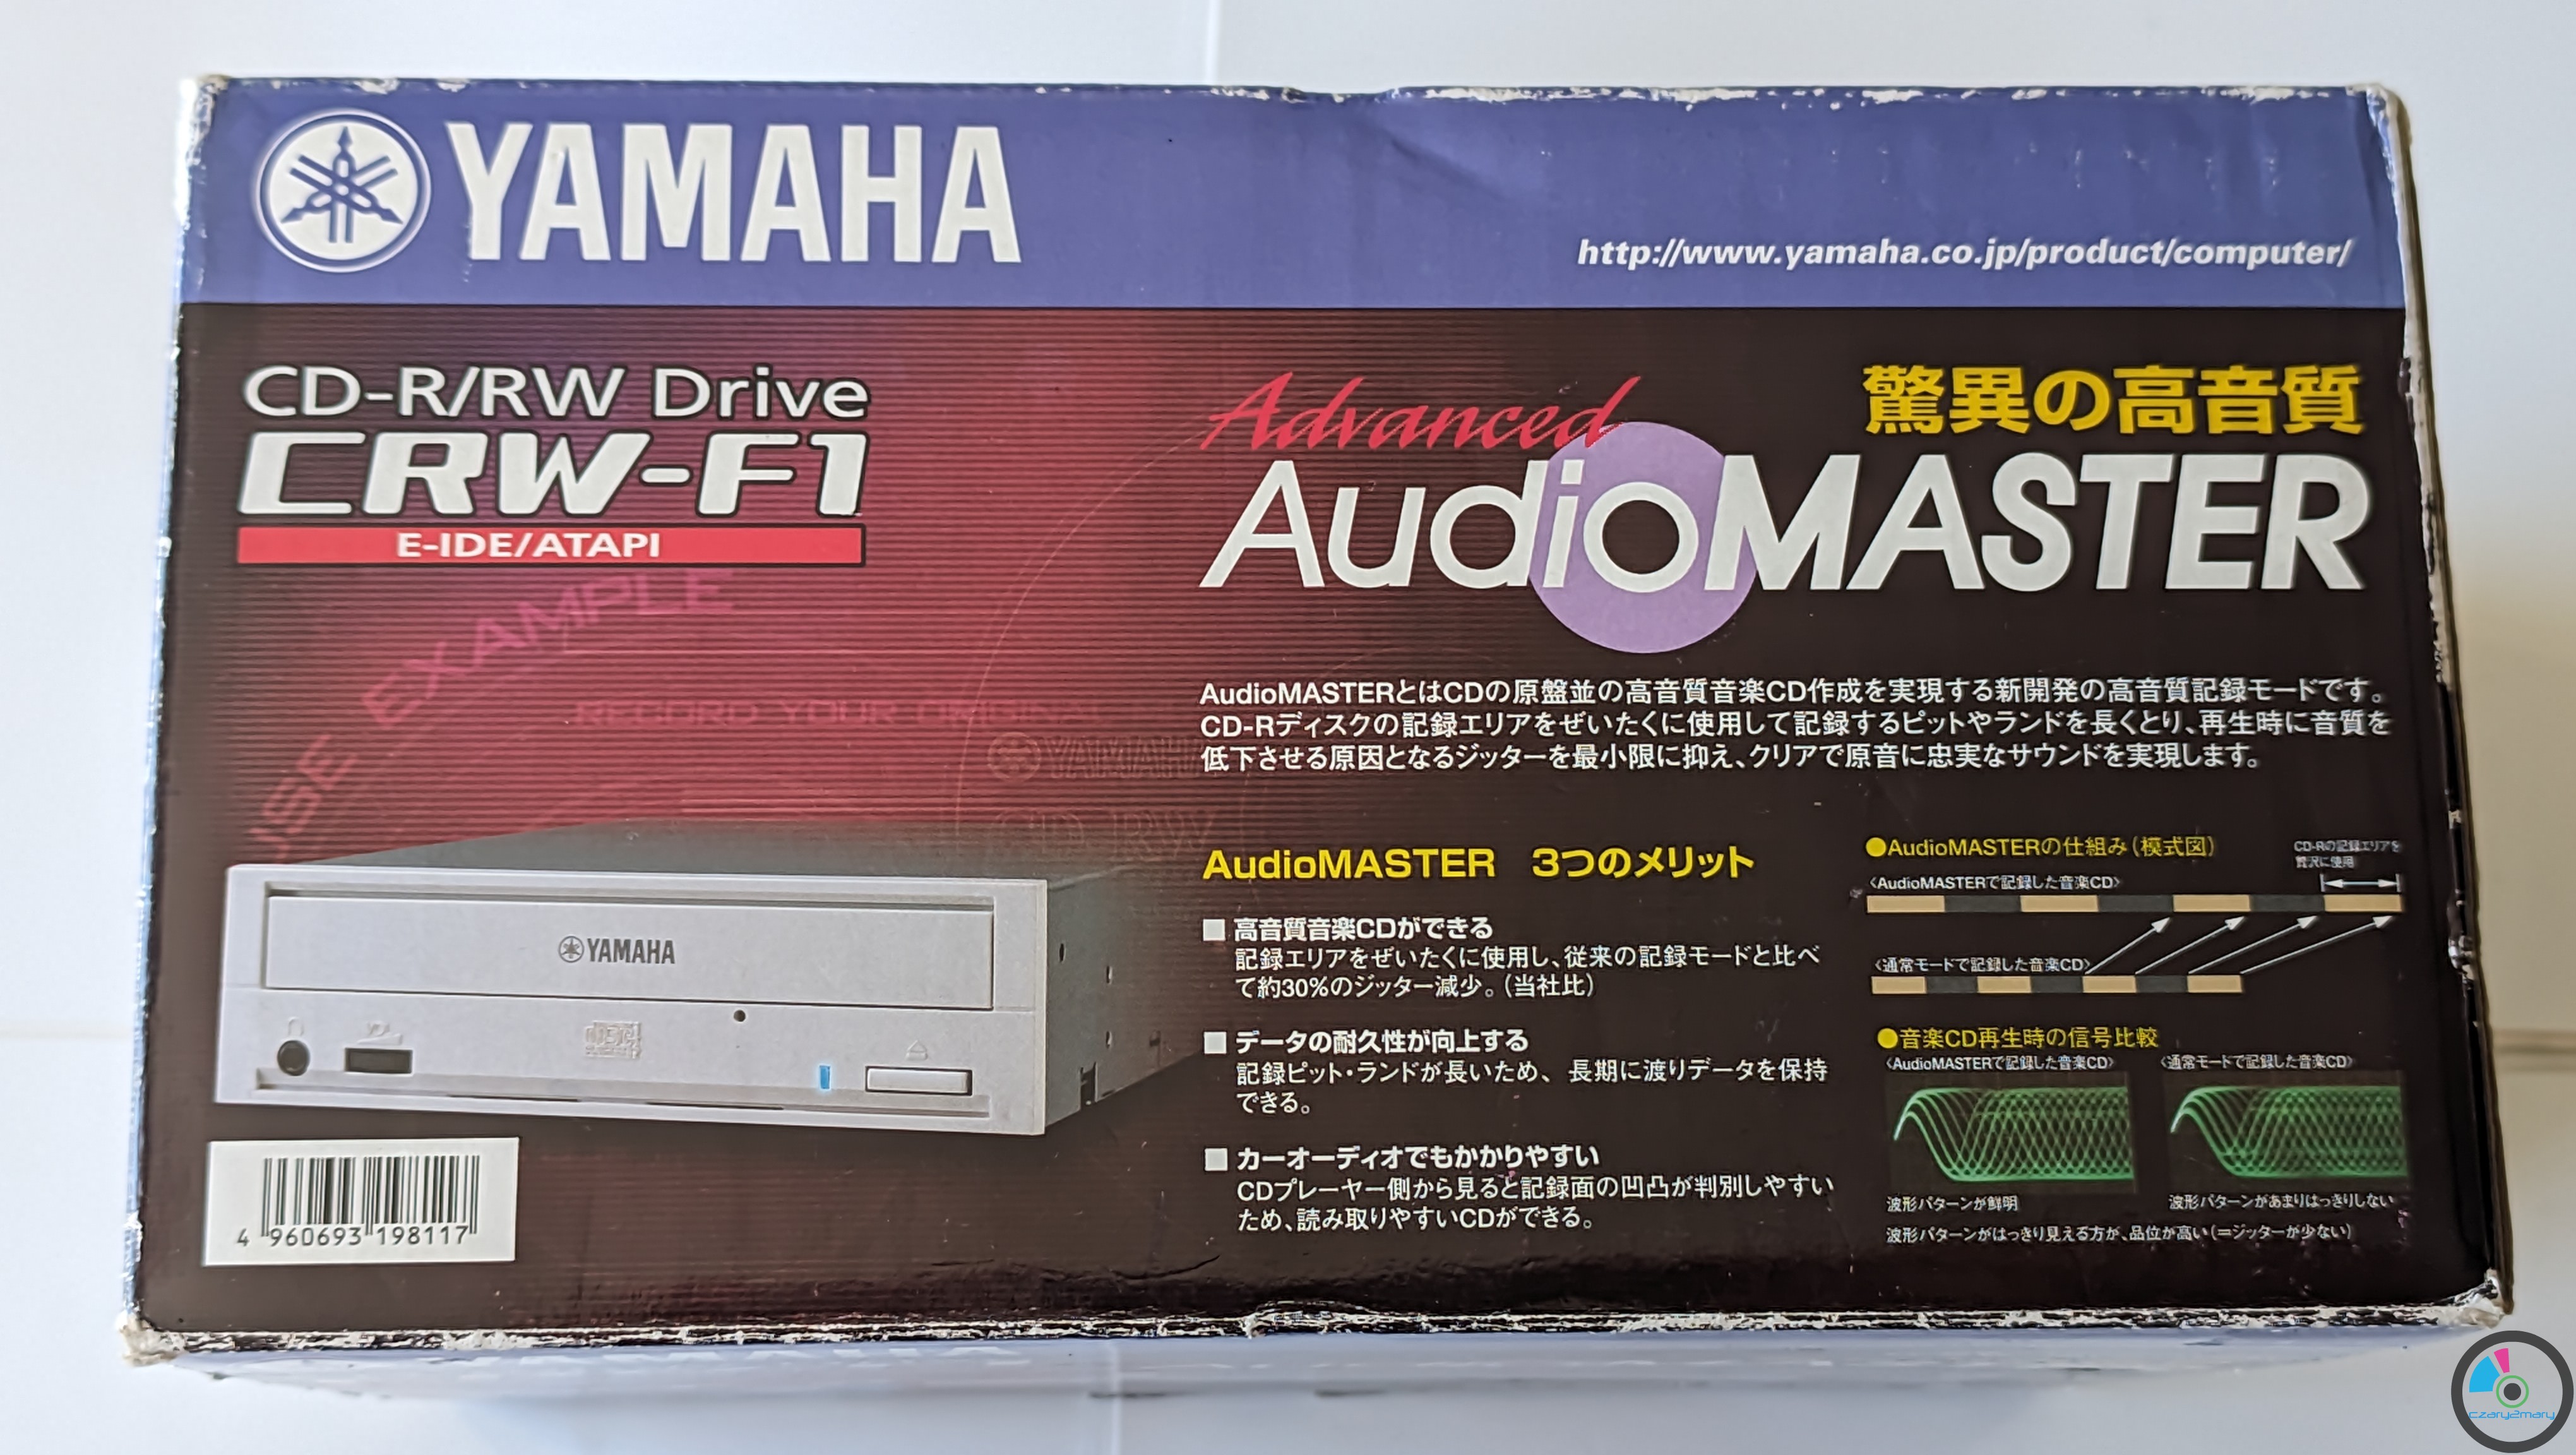 YAMAHA
http://www.yamaha.co.jp/product/computer/
CD-R/RW Drive
CRW-F1
E-IDE/ATAPI
USE EXAMPLE
RECORD YOUR ORIGINAL
YAMAHA
CD-RW
YAMAHA
VOL
4 960693 198117
驚異の高音質
Advanced
AudioMASTER
AudioMASTERとはCDの原盤並の高音質音楽CD作成を実現する新開発の高音質記録モードです。
CD-Rディスクの記録エリアをぜいたくに使用して記録するピットやランドを長くとり、再生時に音質を
低下させる原因となるジッターを最小限に抑え、クリアで原音に忠実なサウンドを実現します。
AudioMASTER 3つのメリット
■ 高音質音楽CDができる
記録エリアをぜいたくに使用し、従来の記録モードと比べ
て約30%のジッター減少。(当社比)
■ データの耐久性が向上する
記録ピット・ランドが長いため、長期に渡りデータを保持
できる。
■ カーオーディオでもかかりやすい
CDプレーヤー側から見ると記録面の凹凸が判別しやすい
ため、読み取りやすいCDができる。
●AudioMASTERの仕組み(模式図)
CD-Rの記録エリアを
贅沢に使用
〈AudioMASTERで記録した音楽CD〉
〈通常モードで記録した音楽CD〉
●音楽CD再生時の信号比較
〈AudioMASTERで記録した音楽CD〉
〈通常モードで記録した音楽CD〉
波形パターンが鮮明
波形パターンがあまりはっきりしない
波形パターンがはっきり見える方が、品位が高い(=ジッターが少ない)
czary2mary